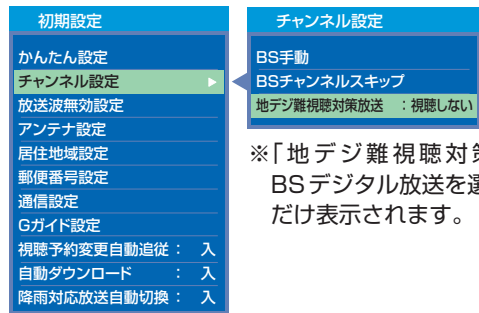 初期設定
かんたん設定
チャンネル設定
放送波無効設定
アンテナ設定
居住地域設定
郵便番号設定
通信設定
Gガイド設定
視聴予約変更自動追従： 入
自動ダウンロード ： 入
降雨対応放送自動切換： 入
チャンネル設定
BS手動
BSチャンネルスキップ
地デジ難視聴対策放送 ：視聴しない
※「地デジ難視聴対策
BSデジタル放送を選
だけ表示されます。